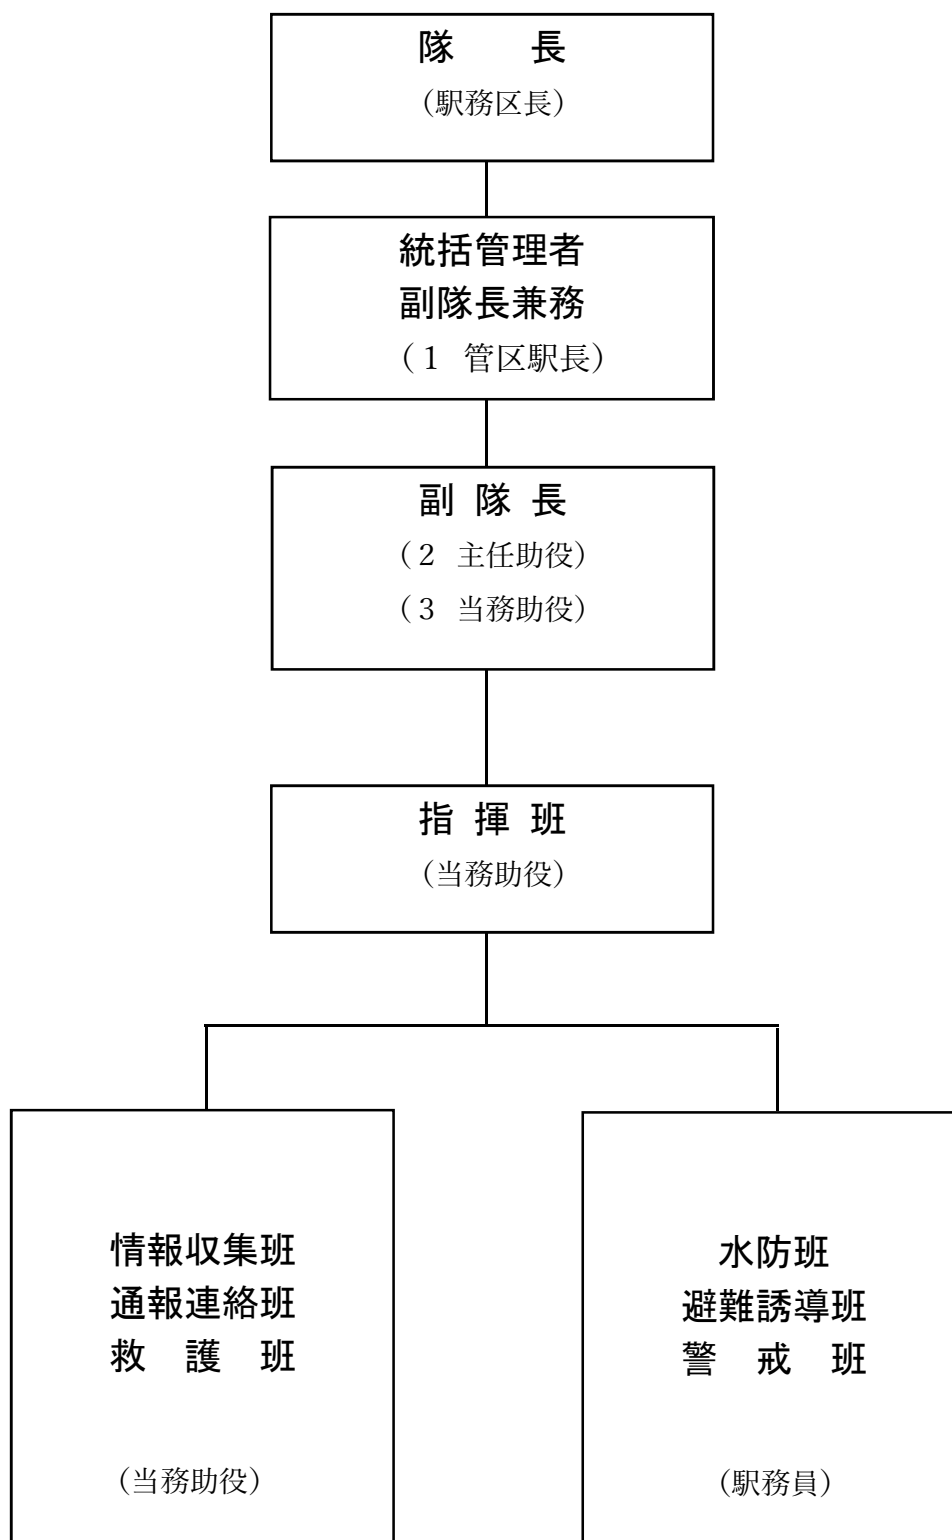 隊　　長
（駅務区長）
統括管理者
副隊長兼務
（１ 管区駅長）
副 隊 長
（２ 主任助役）
（３ 当務助役）
指 揮 班
（当務助役）
情報収集班
通報連絡班
救　護　班
（当務助役）
水防班
避難誘導班
警　戒　班
（駅務員）